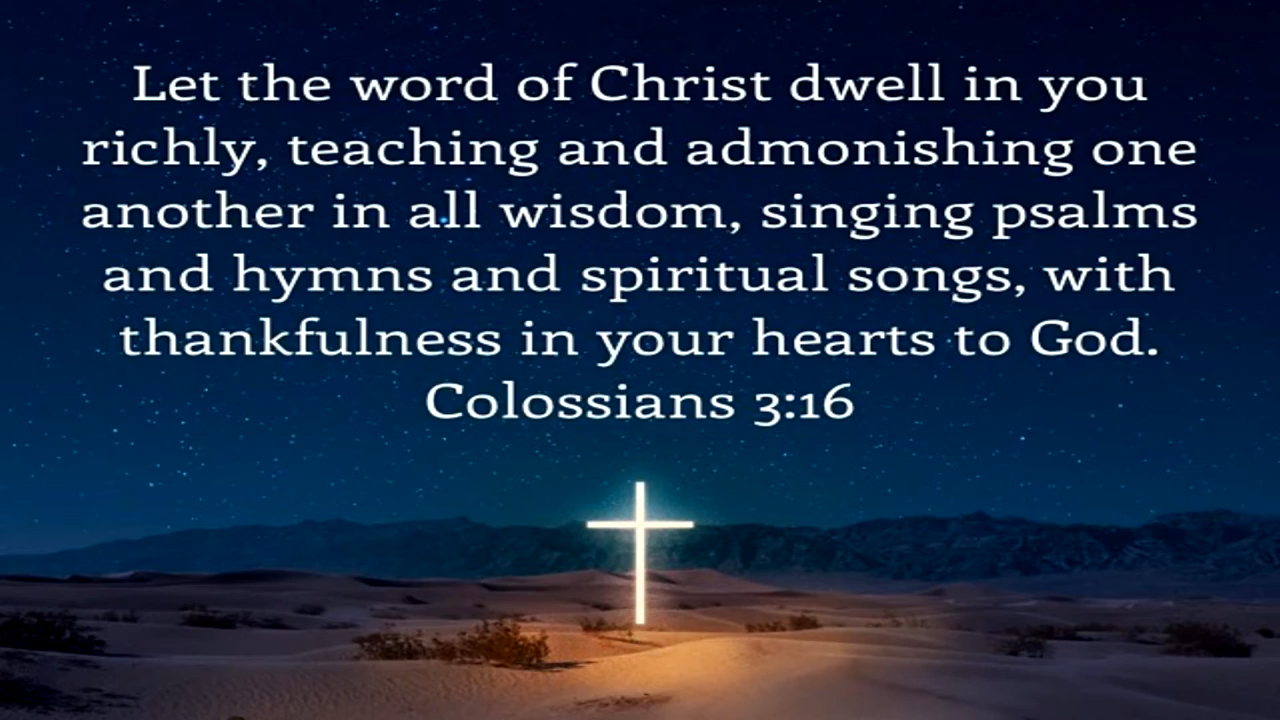 Let the word of Christ dwell in you
richly, teaching and admonishing one
another in all wisdom, singing psalms
and hymns and spiritual songs, with
thankfulness in your hearts to God.
Colossians 3:16